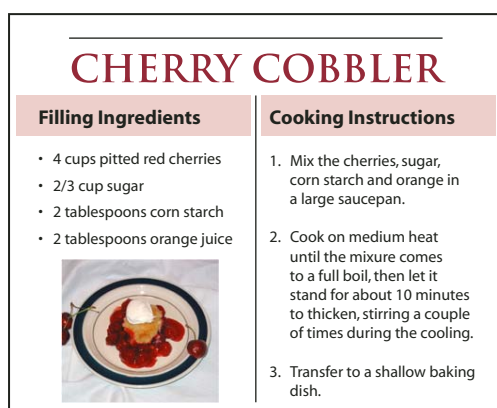 CHERRY COBBLER
Filling Ingredients
• 4 cups pitted red cherries
• 2/3 cup sugar
• 2 tablespoons corn starch
• 2 tablespoons orange juice
Cooking Instructions
1. Mix the cherries, sugar,
corn starch and orange in
a large saucepan.
2. Cook on medium heat
until the mixure comes
to a full boil, then let it
stand for about 10 minutes
to thicken, stirring a couple
of times during the cooling.
3. Transfer to a shallow baking
dish.